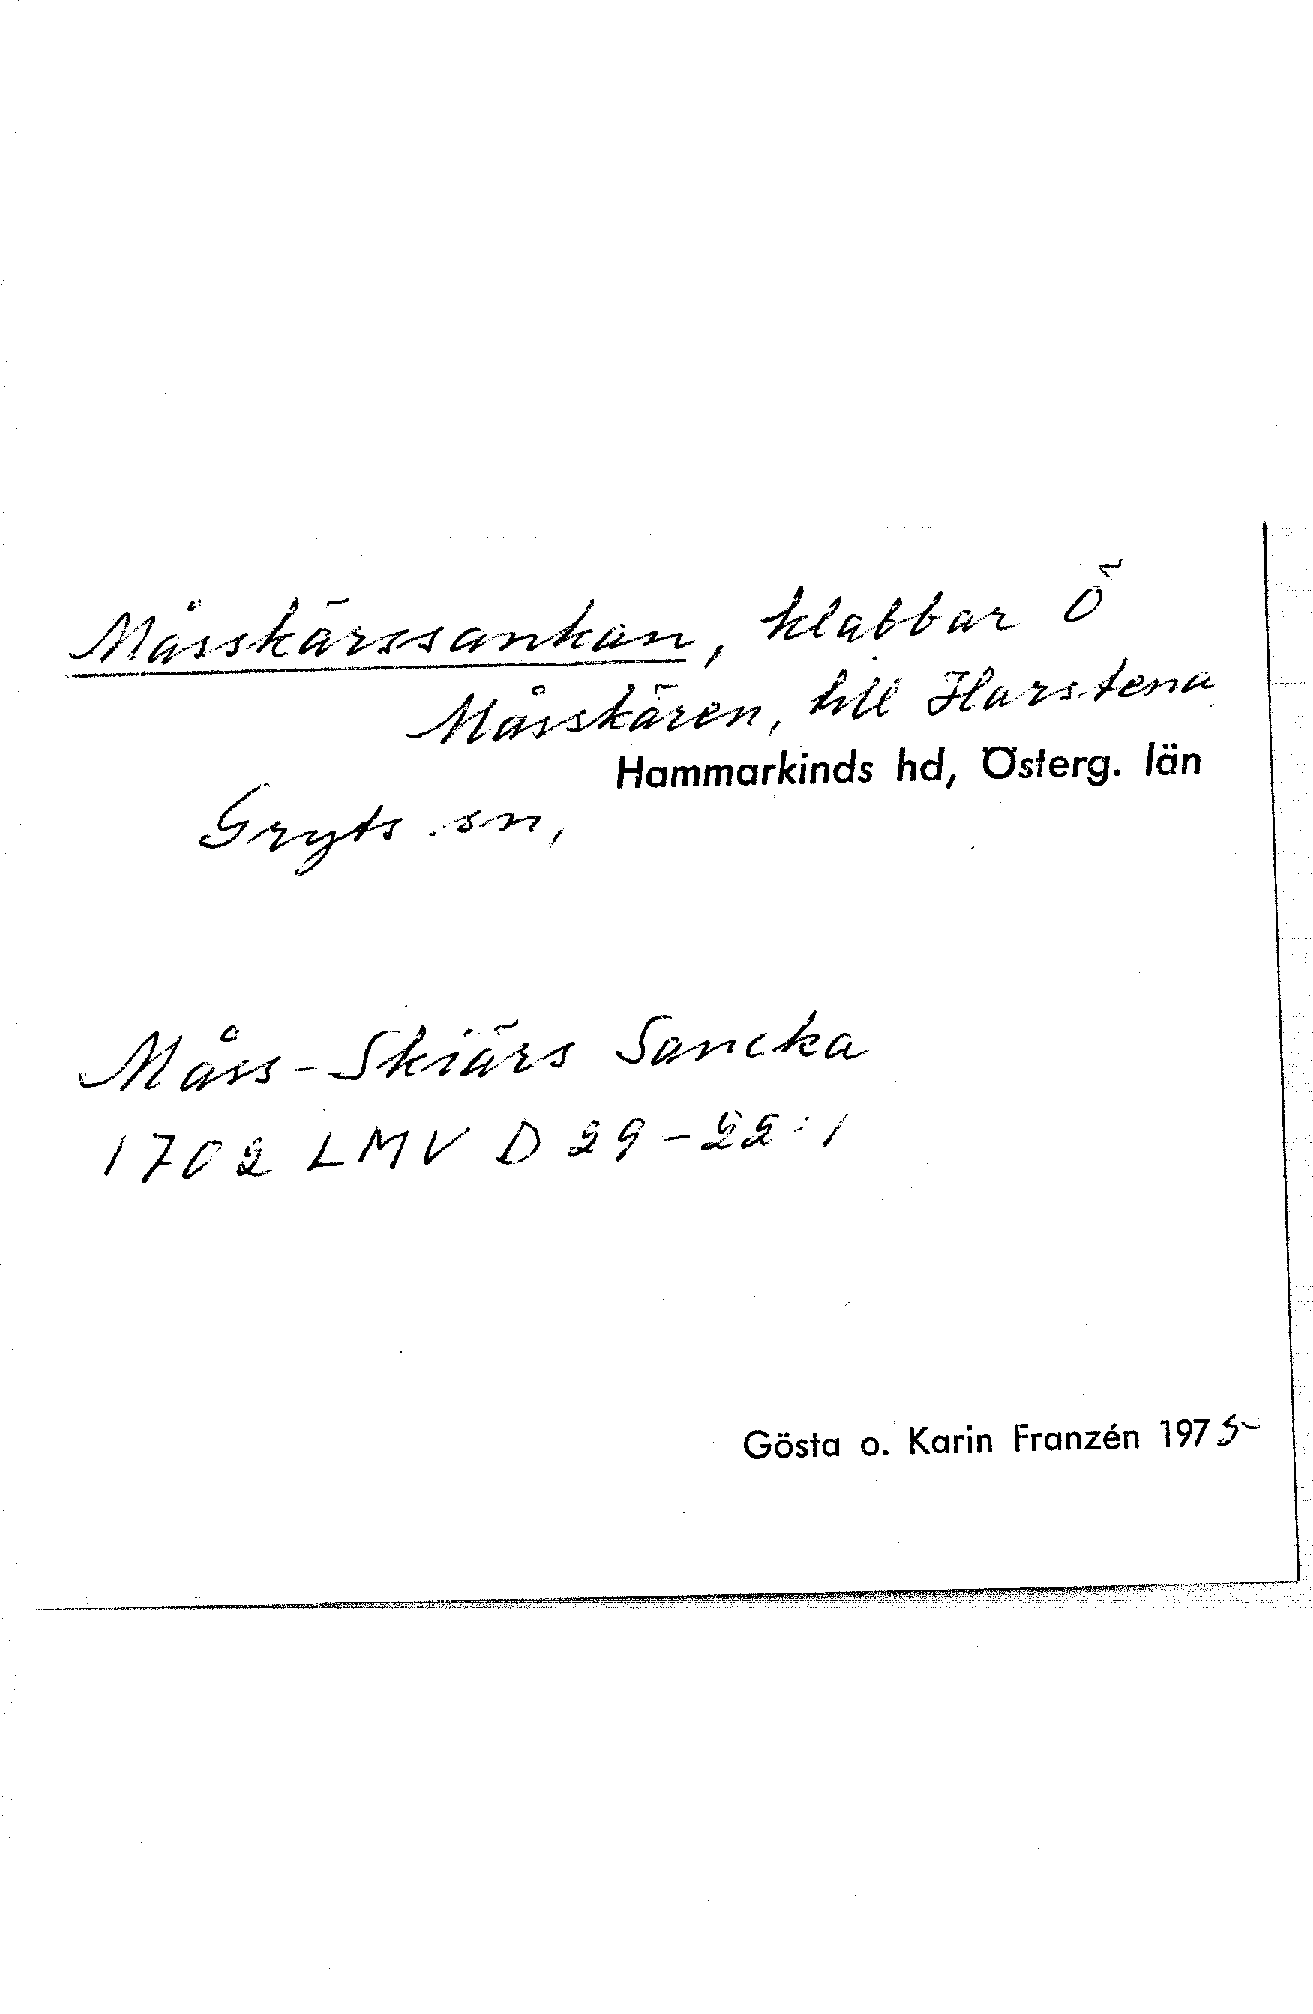 Måsskärssankan, klabbar Ö
Måsskären, till Harstena
Hammarkinds hd, Österg. län
Gryts sn,
Måss-Skiärs Sancka
1702 LMV D 29-22:1
Gösta o. Karin Franzén 1975